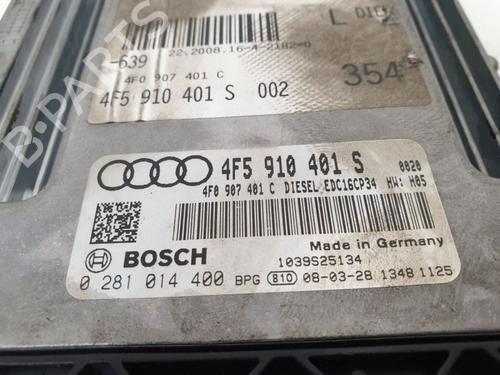 L DIEZ
22.2008.16-4-2182-0
-639
4F0 907 401 C
4F5 910 401 S 002
354
4F5 910 401 S 0020
4F0 907 401 C DIESEL EDC16CP34 HW: H05
Made in Germany
BOSCH 1039S25134
0 281 014 400 BPG 810 08-03-28 1348 1125
B-PARTS